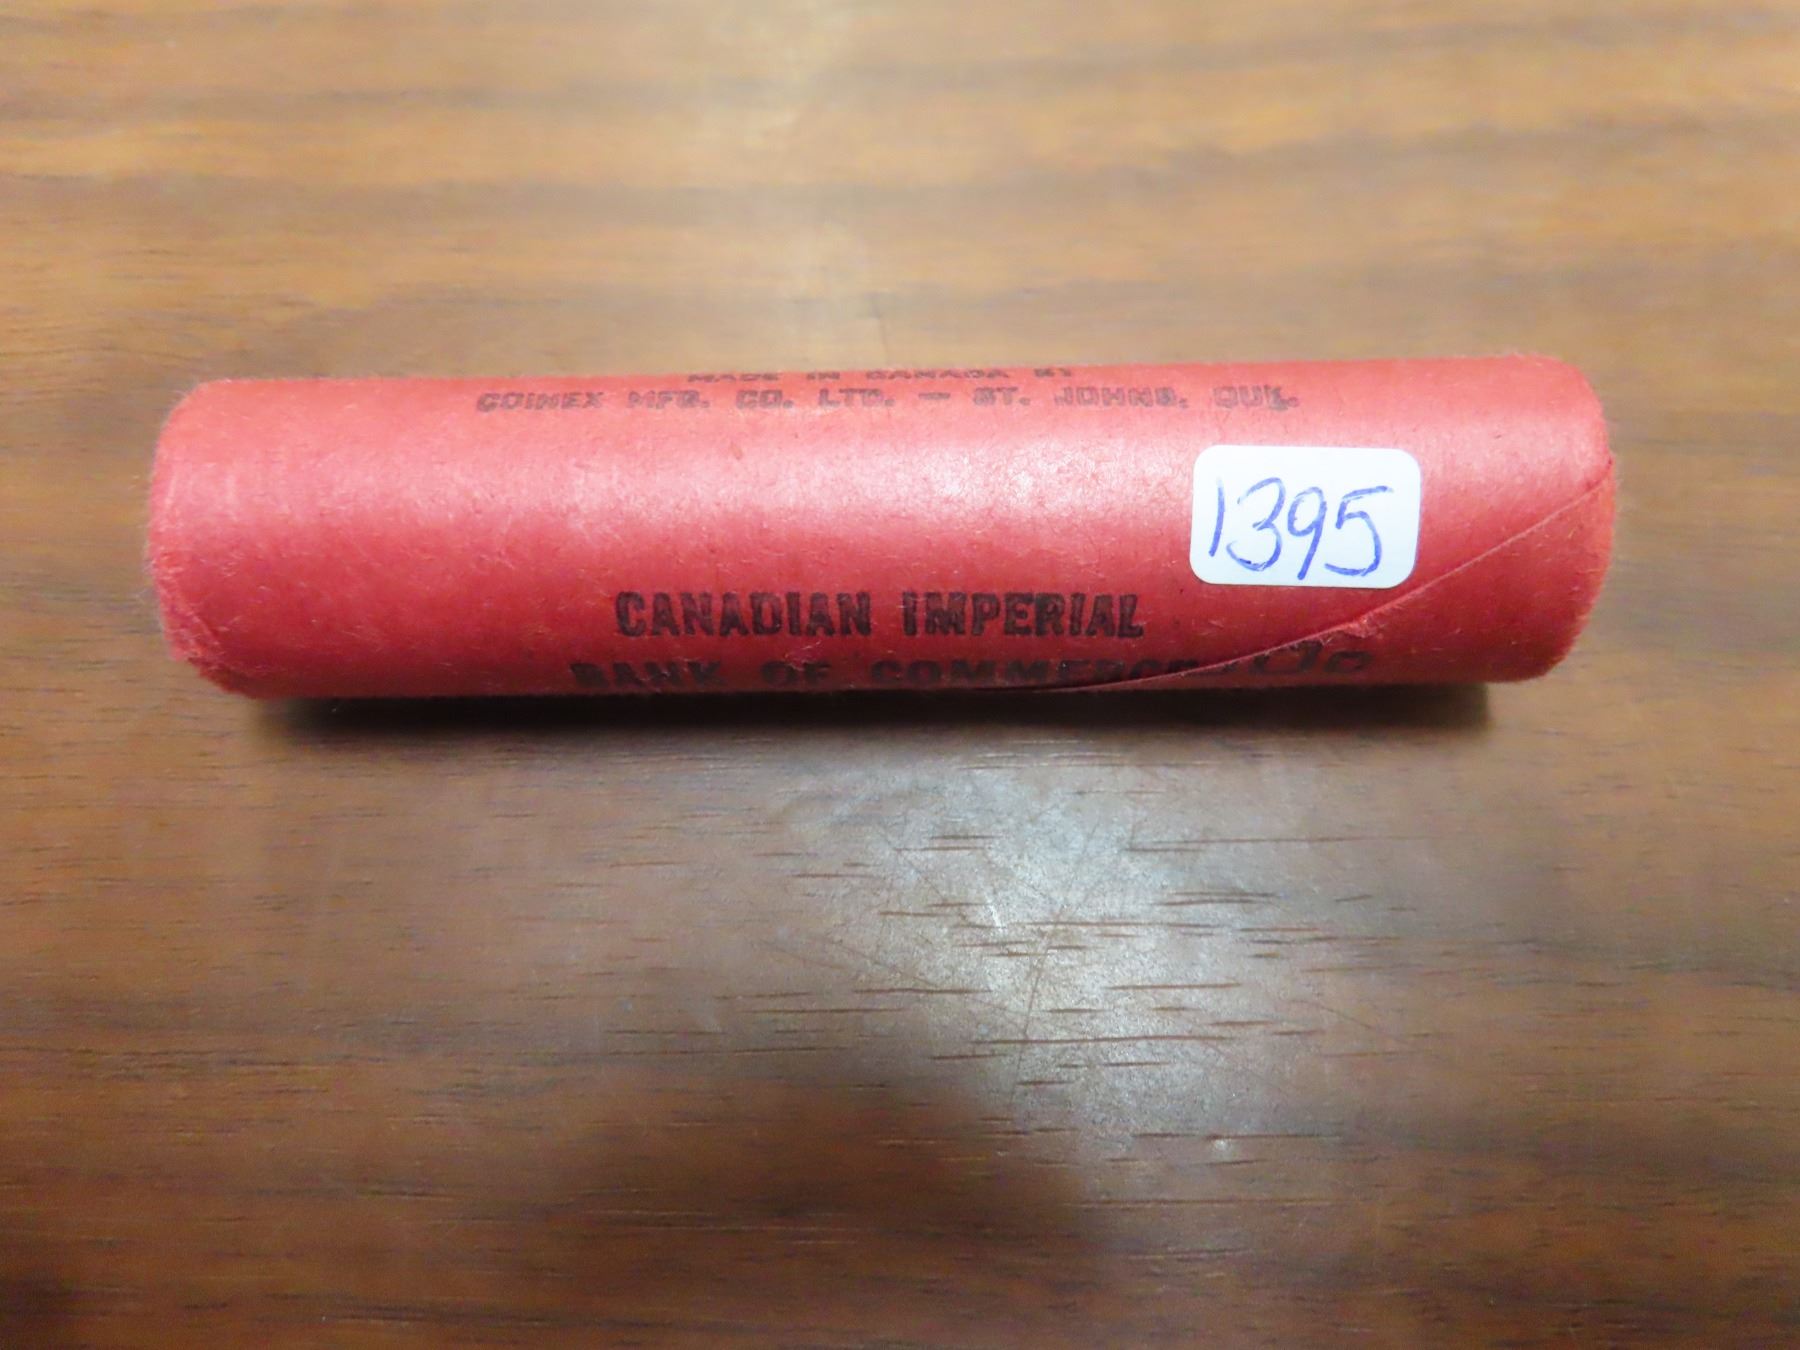 MADE IN CANADA BY
COINEX MFG. CO. LTD. — ST. JOHNS, QUE.
1395
CANADIAN IMPERIAL
BANK OF COMMERCE